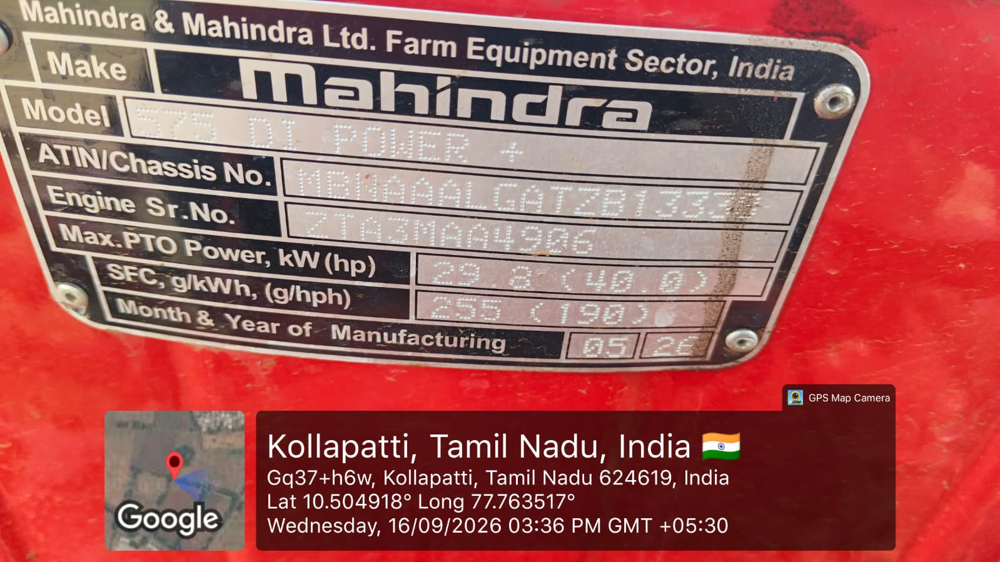 Mahindra & Mahindra Ltd. Farm Equipment Sector, India
Make mahindra
Model 575 DI POWER +
ATIN/Chassis No.
Engine Sr.No. ZTA3MAA4906
Max.PTO Power, kW (hp) 29.8 (40.0)
SFC, g/kWh, (g/hph) 255 (190)
Month & Year of Manufacturing 05 26
GPS Map Camera
Kollapatti, Tamil Nadu, India
Gq37+h6w, Kollapatti, Tamil Nadu 624619, India
Lat 10.504918° Long 77.763517°
Wednesday, 16/09/2026 03:36 PM GMT +05:30
Google